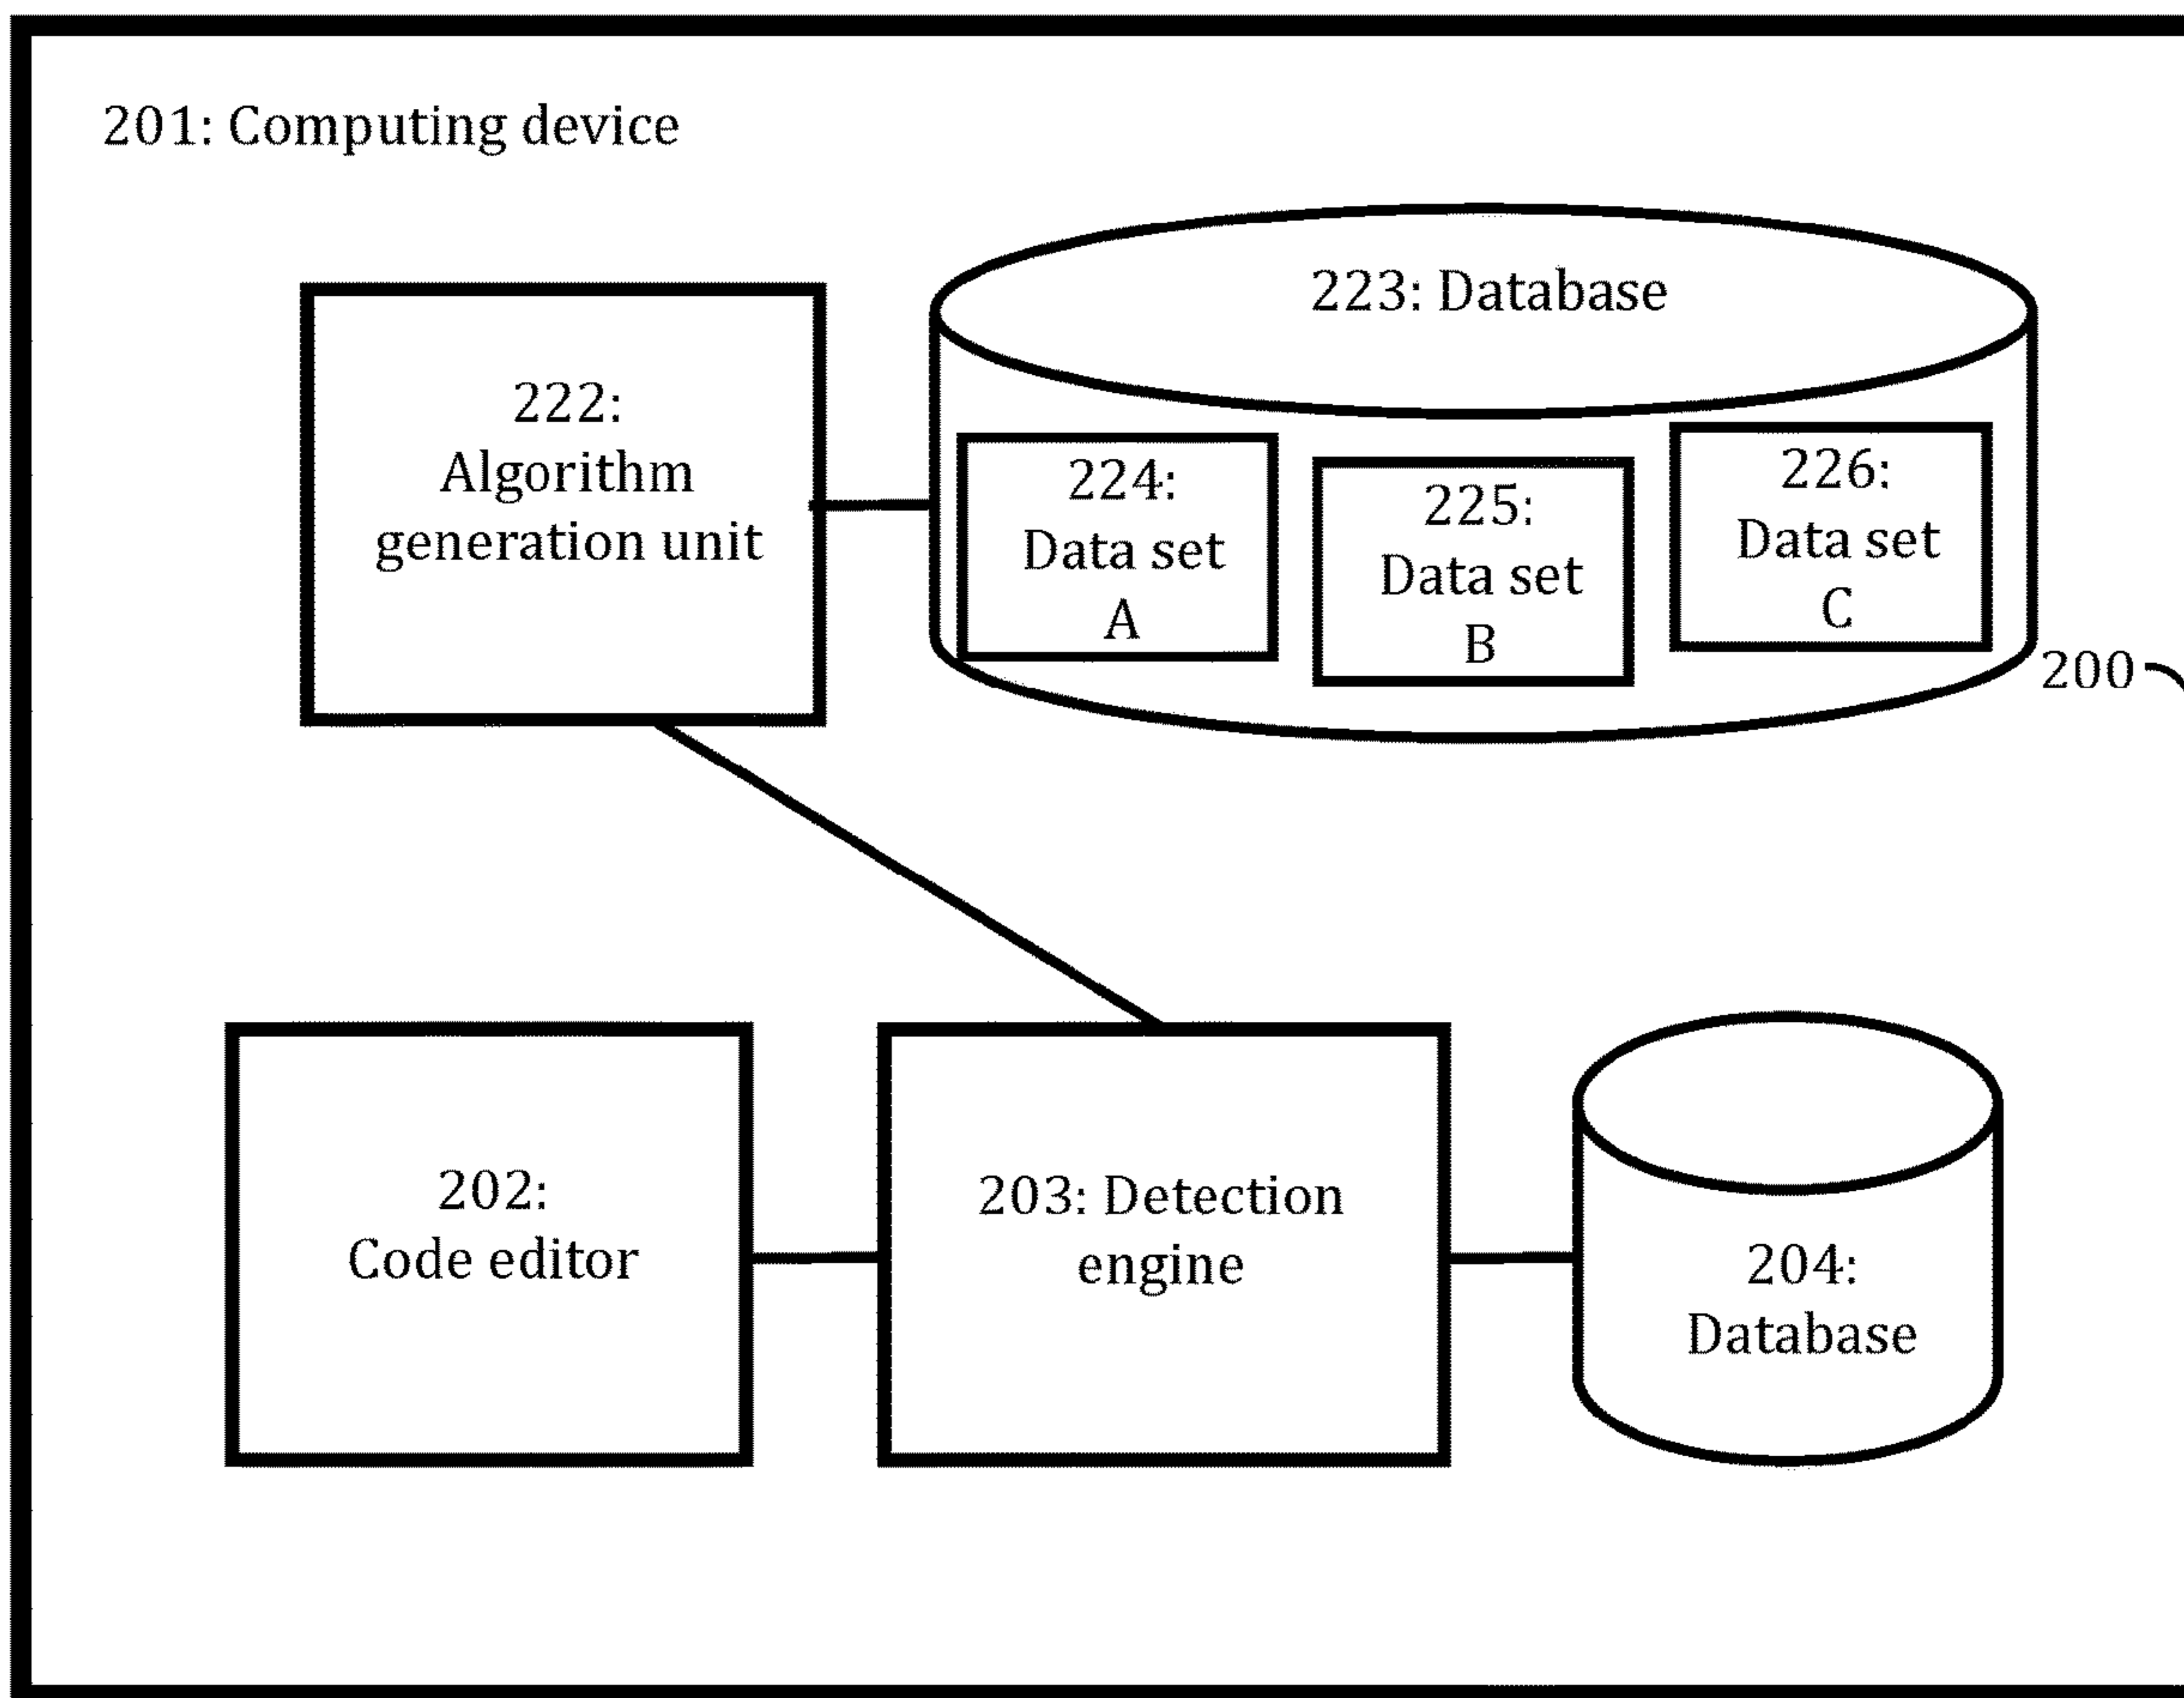 201: Computing device
223: Database
222:
Algorithm
generation unit
224:
Data set
A
225:
Data set
B
226:
Data set
C
200
202:
Code editor
203: Detection
engine
204:
Database